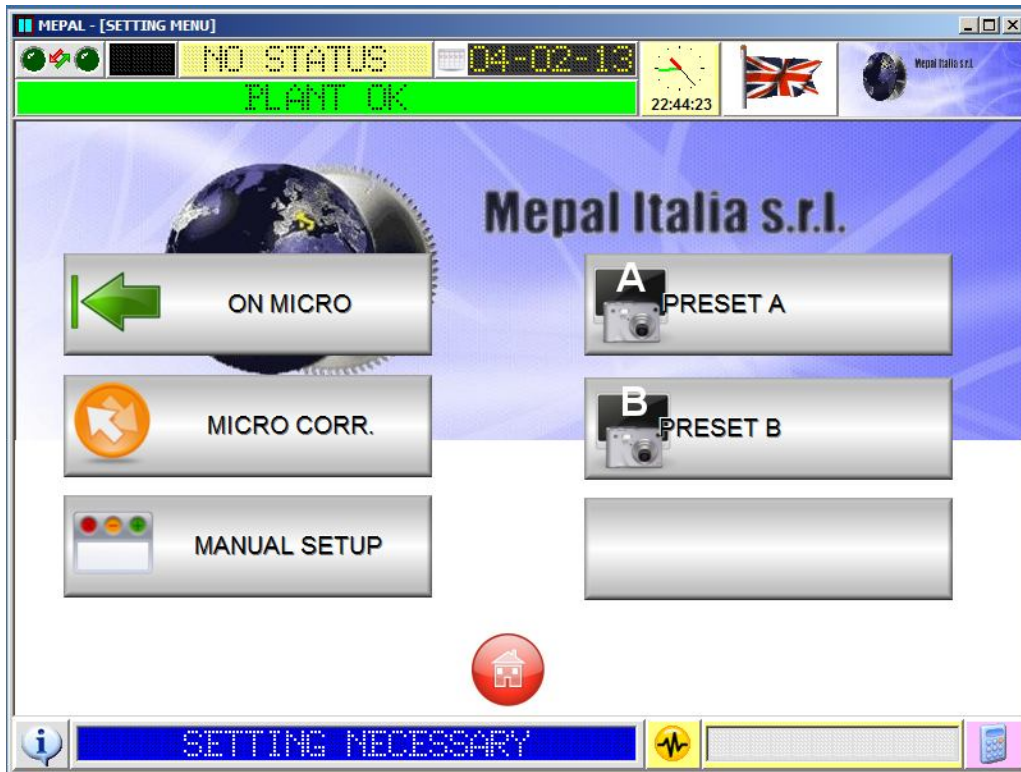 MEPAL - [SETTING MENU]
NO STATUS
04-02-13
PLANT OK
22:44:23
Mepal Italia s.r.l.
Mepal Italia s.r.l.
ON MICRO
PRESET A
A
MICRO CORR.
PRESET B
B
MANUAL SETUP
SETTING NECESSARY